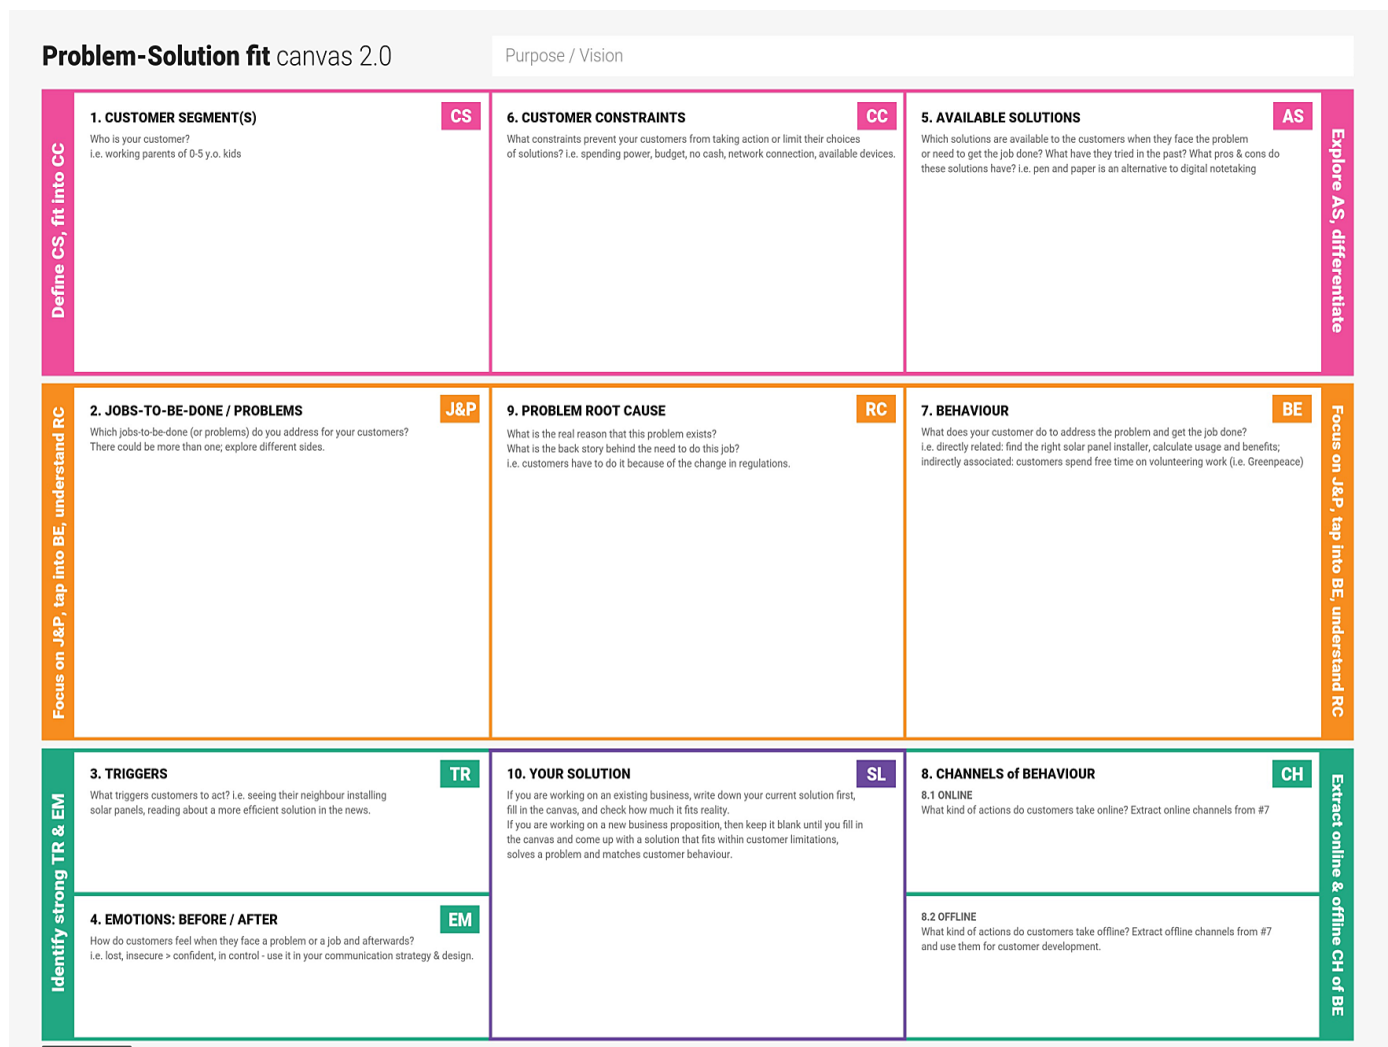 Problem-Solution fit canvas 2.0
Purpose / Vision
Define CS, fit into CC
1. CUSTOMER SEGMENT(S)
CS
Who is your customer?
i.e. working parents of 0-5 y.o. kids
6. CUSTOMER CONSTRAINTS
CC
What constraints prevent your customers from taking action or limit their choices
of solutions? i.e. spending power, budget, no cash, network connection, available devices.
5. AVAILABLE SOLUTIONS
AS
Which solutions are available to the customers when they face the problem
or need to get the job done? What have they tried in the past? What pros & cons do
these solutions have? i.e. pen and paper is an alternative to digital notetaking
Explore AS, differentiate
Focus on J&P, tap into BE, understand RC
2. JOBS-TO-BE-DONE / PROBLEMS
J&P
Which jobs-to-be-done (or problems) do you address for your customers?
There could be more than one; explore different sides.
9. PROBLEM ROOT CAUSE
RC
What is the real reason that this problem exists?
What is the back story behind the need to do this job?
i.e. customers have to do it because of the change in regulations.
7. BEHAVIOUR
BE
What does your customer do to address the problem and get the job done?
i.e. directly related: find the right solar panel installer, calculate usage and benefits;
indirectly associated: customers spend free time on volunteering work (i.e. Greenpeace)
Focus on J&P, tap into BE, understand RC
Identify strong TR & EM
3. TRIGGERS
TR
What triggers customers to act? i.e. seeing their neighbour installing
solar panels, reading about a more efficient solution in the news.
4. EMOTIONS: BEFORE / AFTER
EM
How do customers feel when they face a problem or a job and afterwards?
i.e. lost, insecure > confident, in control - use it in your communication strategy & design.
10. YOUR SOLUTION
SL
If you are working on an existing business, write down your current solution first,
fill in the canvas, and check how much it fits reality.
If you are working on a new business proposition, then keep it blank until you fill in
the canvas and come up with a solution that fits within customer limitations,
solves a problem and matches customer behaviour.
8. CHANNELS of BEHAVIOUR
CH
8.1 ONLINE
What kind of actions do customers take online? Extract online channels from #7
8.2 OFFLINE
What kind of actions do customers take offline? Extract offline channels from #7
and use them for customer development.
Extract online & offline CH of BE